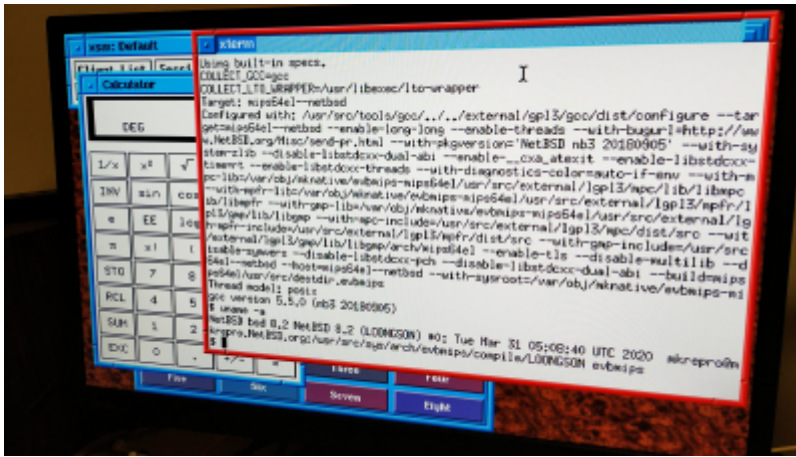 xsm: Default
Client List
Calculator
DEG
1/x x² √
INV sin cos
e EE log
π x! (
STO 7 8
RCL 4 5
SUM 1 2
EXC 0 . +/- =
xterm
Using built-in specs.
COLLECT_GCC=gcc
COLLECT_LTO_WRAPPER=/usr/libexec/lto-wrapper
Target: mips64el--netbsd
Configured with: /usr/src/tools/gcc/../../external/gpl3/gcc/dist/configure --tar
get=mips64el--netbsd --enable-long-long --enable-threads --with-bugurl=http://ww
w.NetBSD.org/Misc/send-pr.html --with-pkgversion='NetBSD nb3 20180905' --with-sy
stem-zlib --disable-libstdcxx-dual-abi --enable-__cxa_atexit --enable-libstdcxx-
time=rt --enable-libstdcxx-threads --with-diagnostics-color=auto-if-env --with-m
pc-lib=/var/obj/mknative/evbmips-mips64el/usr/src/external/lgpl3/mpc/lib/libmpc
--with-mpfr-lib=/var/obj/mknative/evbmips-mips64el/usr/src/external/lgpl3/mpfr/l
ib/libmpfr --with-gmp-lib=/var/obj/mknative/evbmips-mips64el/usr/src/external/lg
pl3/gmp/lib/libgmp --with-mpc-include=/usr/src/external/lgpl3/mpc/dist/src --wit
h-mpfr-include=/usr/src/external/lgpl3/mpfr/dist/src --with-gmp-include=/usr/src
/external/lgpl3/gmp/lib/libgmp/arch/mips64el --enable-tls --disable-multilib --d
isable-symvers --disable-libstdcxx-pch --disable-libstdcxx-dual-abi --build=mips
64el--netbsd --host=mips64el--netbsd --with-sysroot=/var/obj/mknative/evbmips-mi
ps64el/usr/src/destdir.evbmips
Thread model: posix
gcc version 5.5.0 (nb3 20180905)
$ uname -a
NetBSD bsd 8.2 NetBSD 8.2 (LOONGSON) #0: Tue Mar 31 05:08:40 UTC 2020 mkrepro@m
krepro.NetBSD.org:/usr/src/sys/arch/evbmips/compile/LOONGSON evbmips
$
Three Four
Five Six Seven Eight